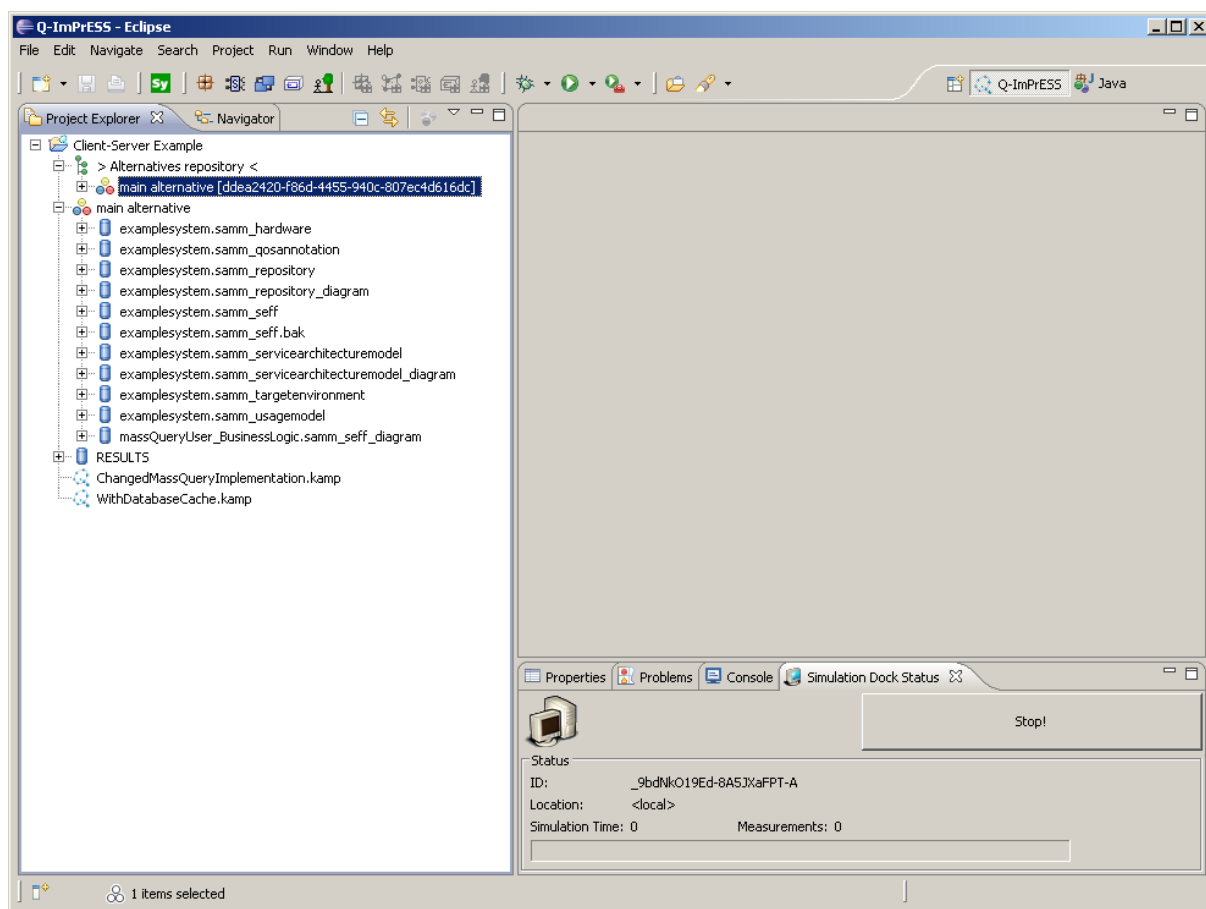 Q-ImPrESS - Eclipse
File Edit Navigate Search Project Run Window Help
Sy
Q-ImPrESS Java
Project Explorer Navigator
Client-Server Example
> Alternatives repository <
main alternative [ddea2420-f86d-4455-940c-807ec4d616dc]
main alternative
examplesystem.samm_hardware
examplesystem.samm_qosannotation
examplesystem.samm_repository
examplesystem.samm_repository_diagram
examplesystem.samm_seff
examplesystem.samm_seff.bak
examplesystem.samm_servicearchitecturemodel
examplesystem.samm_servicearchitecturemodel_diagram
examplesystem.samm_targetenvironment
examplesystem.samm_usagemodel
massQueryUser_BusinessLogic.samm_seff_diagram
RESULTS
ChangedMassQueryImplementation.kamp
WithDatabaseCache.kamp
Properties Problems Console Simulation Dock Status
Stop!
Status
ID: _9bdNkO19Ed-8A5JXaFPT-A
Location: <local>
Simulation Time: 0 Measurements: 0
1 items selected